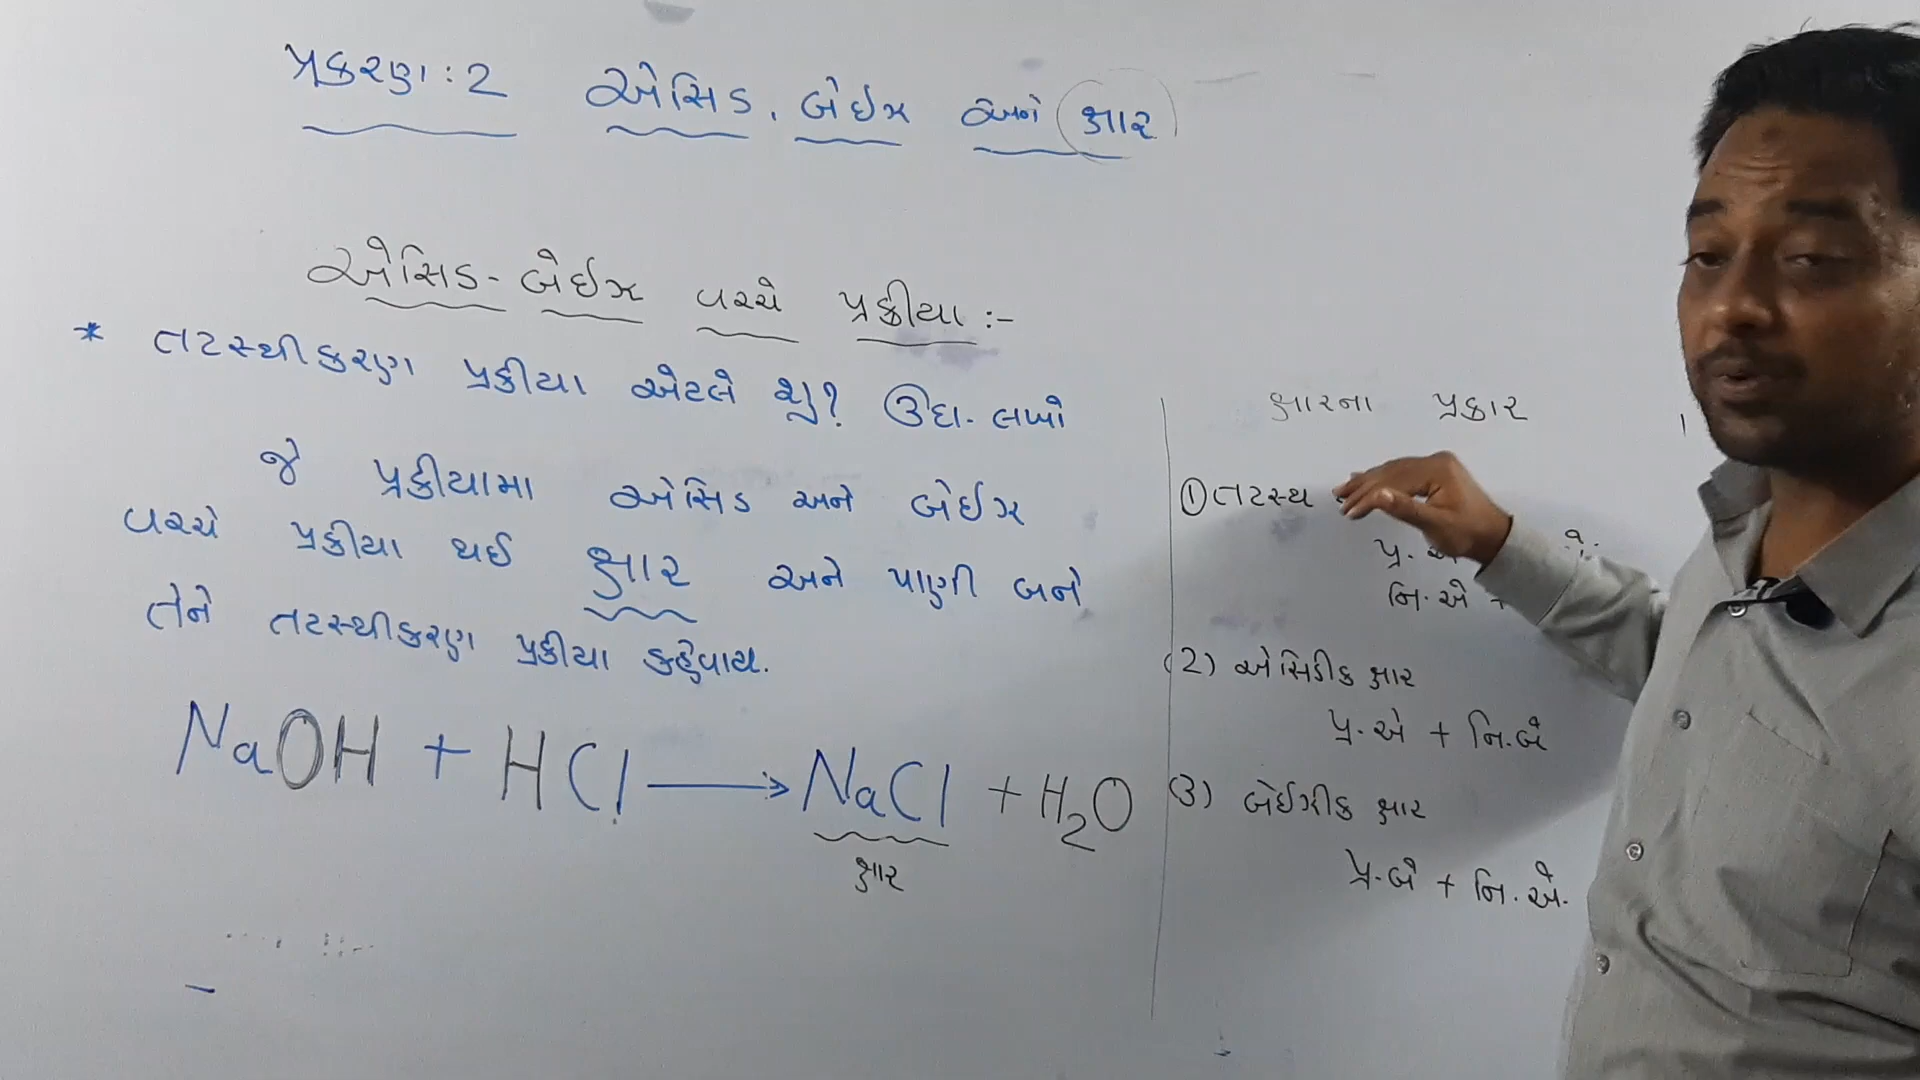 પ્રકરણ : 2 એસિડ, બેઈઝ અને ક્ષાર
એસિડ - બેઈઝ વચ્ચે પ્રક્રીયા :-
* તટસ્થીકરણ પ્રક્રીયા એટલે શું? ઉદા. લખો
જે પ્રક્રીયામા એસિડ અને બેઈઝ
વચ્ચે પ્રક્રીયા થઈ ક્ષાર અને પાણી બને
તેને તટસ્થીકરણ પ્રક્રીયા કહેવાય.
NaOH + HCl → NaCl + H₂O
ક્ષાર
ક્ષારના પ્રકાર
① તટસ્થ
પ્ર.
નિ. એ +
(2) એસિડીક ક્ષાર
પ્ર. એ + નિ. બે
(3) બેઈઝીક ક્ષાર
પ્ર. બે + નિ. એ.